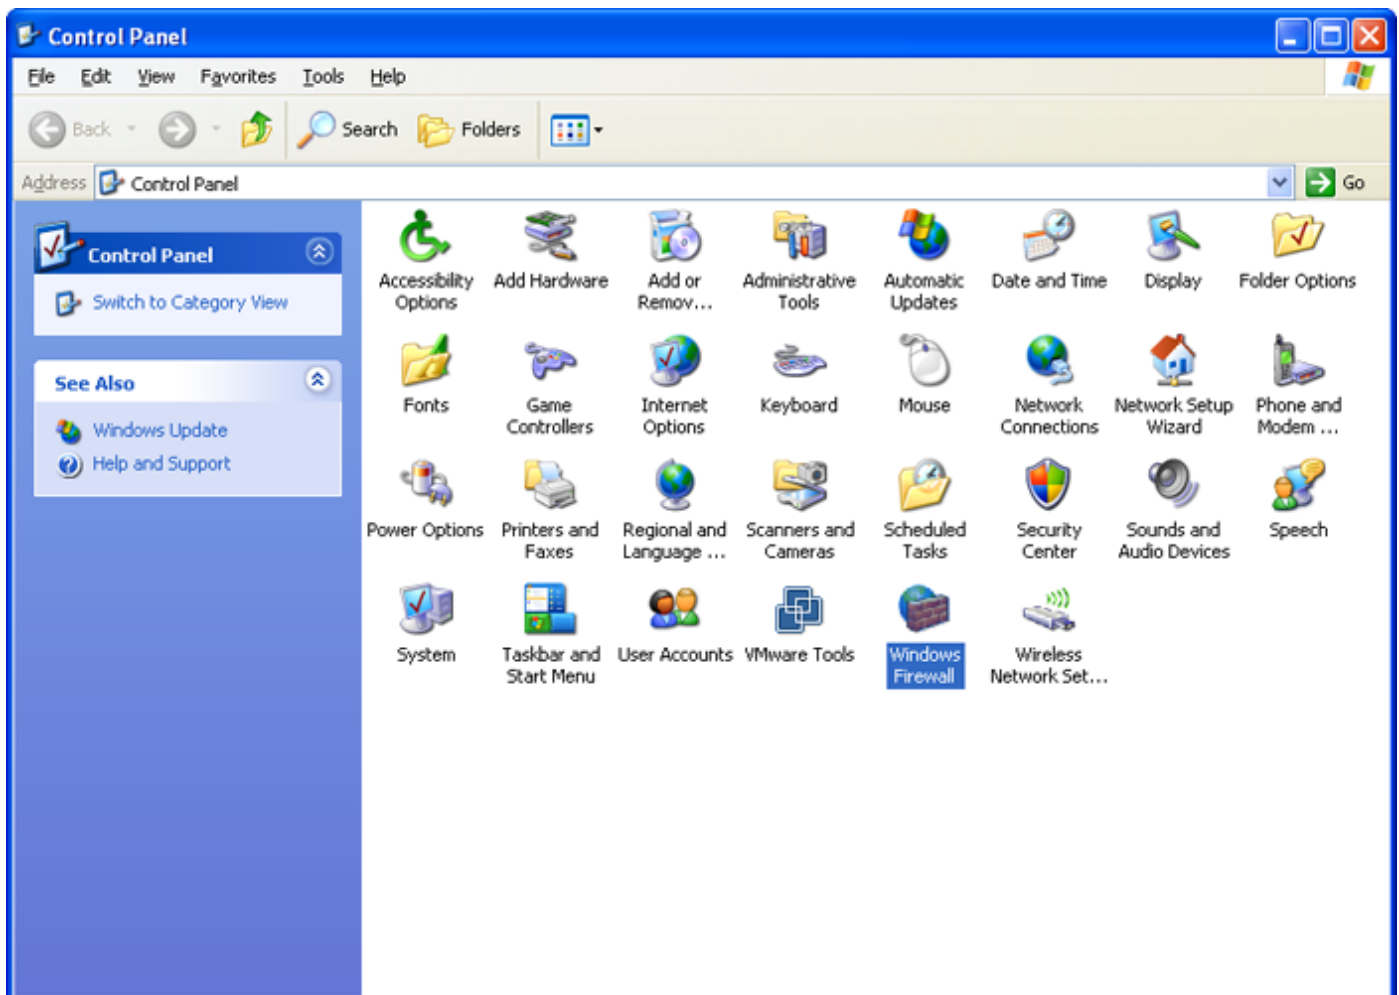 Control Panel
File Edit View Favorites Tools Help
Back Search Folders
Address Control Panel Go
Control Panel
Switch to Category View
See Also
Windows Update
Help and Support
Accessibility
Options
Add Hardware
Add or
Remov...
Administrative
Tools
Automatic
Updates
Date and Time
Display
Folder Options
Fonts
Game
Controllers
Internet
Options
Keyboard
Mouse
Network
Connections
Network Setup
Wizard
Phone and
Modem ...
Power Options
Printers and
Faxes
Regional and
Language ...
Scanners and
Cameras
Scheduled
Tasks
Security
Center
Sounds and
Audio Devices
Speech
System
Taskbar and
Start Menu
User Accounts
VMware Tools
Windows
Firewall
Wireless
Network Set...